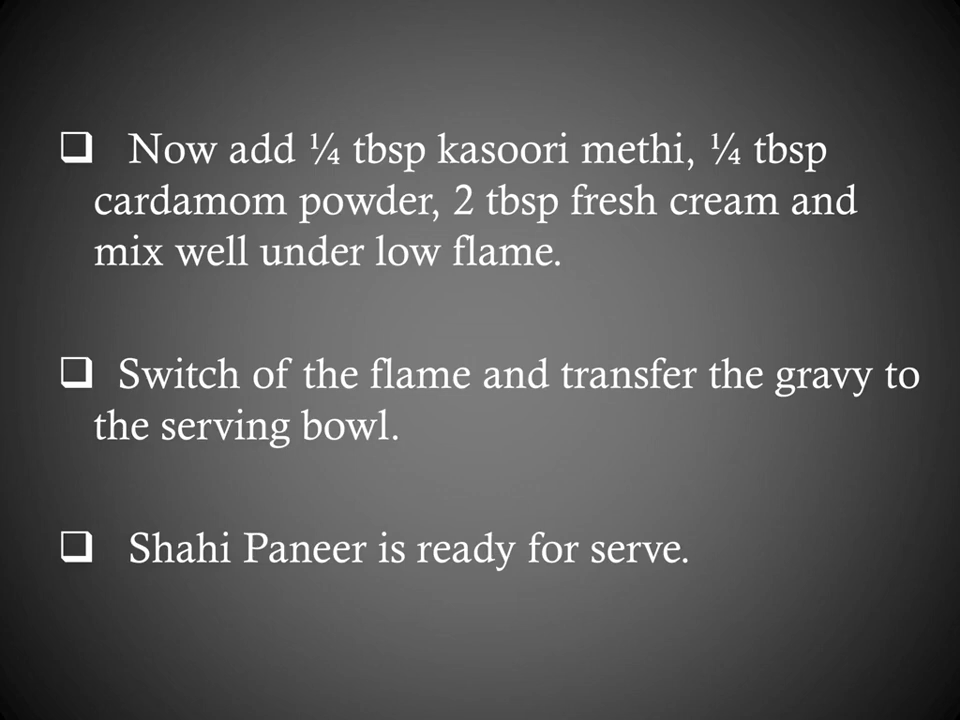 ❑ Now add ¼ tbsp kasoori methi, ¼ tbsp
cardamom powder, 2 tbsp fresh cream and
mix well under low flame.
❑ Switch of the flame and transfer the gravy to
the serving bowl.
❑ Shahi Paneer is ready for serve.